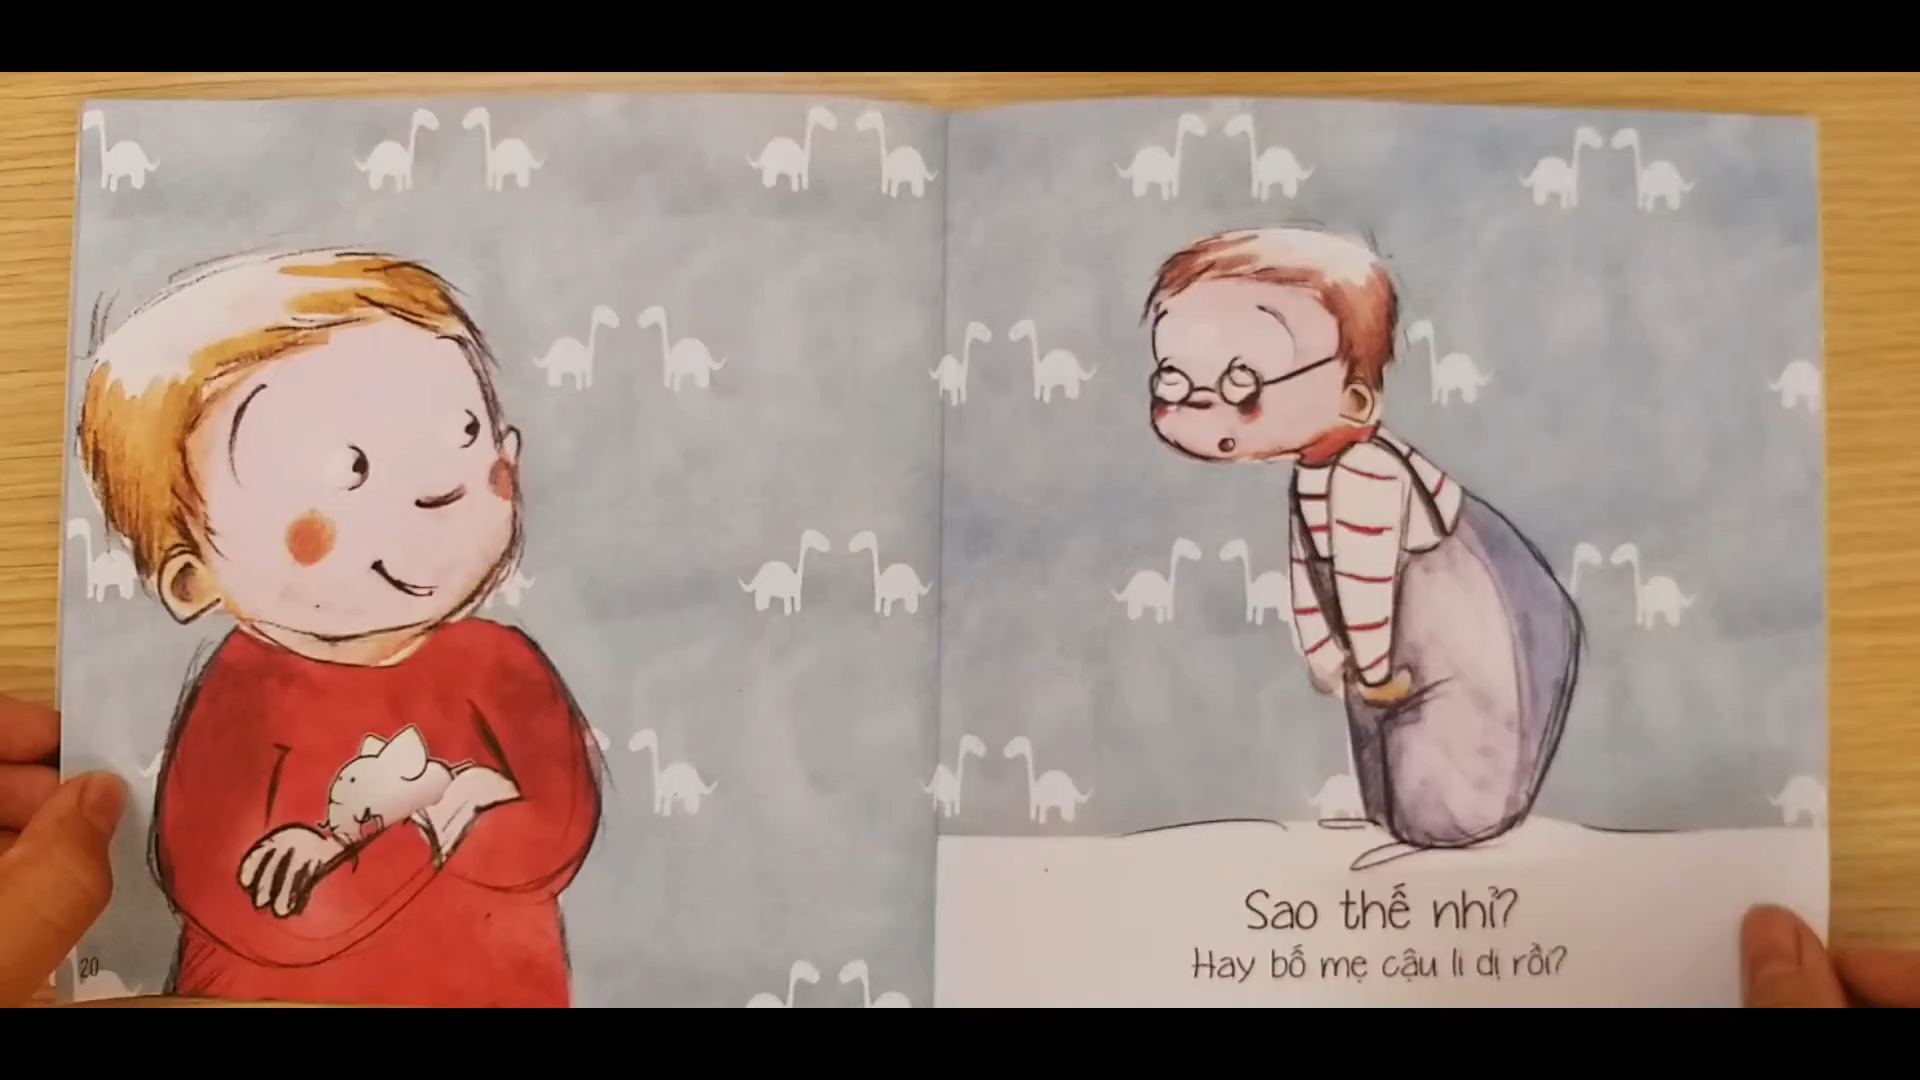 20
Sao thế nhỉ?
Hay bố mẹ cậu li dị rồi?